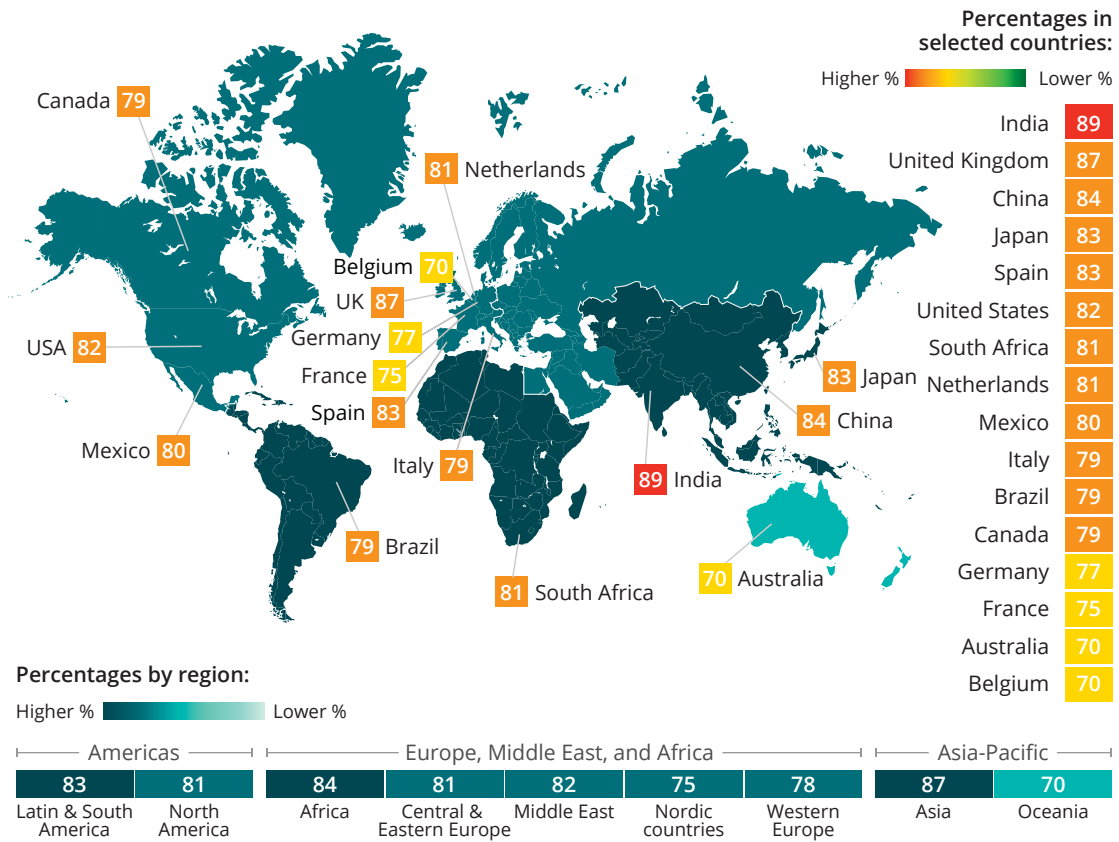 Percentages in
selected countries:
Higher %
Lower %
India 89
United Kingdom 87
China 84
Japan 83
Spain 83
United States 82
South Africa 81
Netherlands 81
Mexico 80
Italy 79
Brazil 79
Canada 79
Germany 77
France 75
Australia 70
Belgium 70
Canada 79
81 Netherlands
Belgium 70
UK 87
Germany 77
USA 82
France 75
83 Japan
Spain 83
84 China
Mexico 80
Italy 79
89 India
79 Brazil
70 Australia
81 South Africa
Percentages by region:
Higher %
Lower %
Americas
83
Latin & South
America
81
North
America
Europe, Middle East, and Africa
84
Africa
81
Central &
Eastern Europe
82
Middle East
75
Nordic
countries
78
Western
Europe
Asia-Pacific
87
Asia
70
Oceania